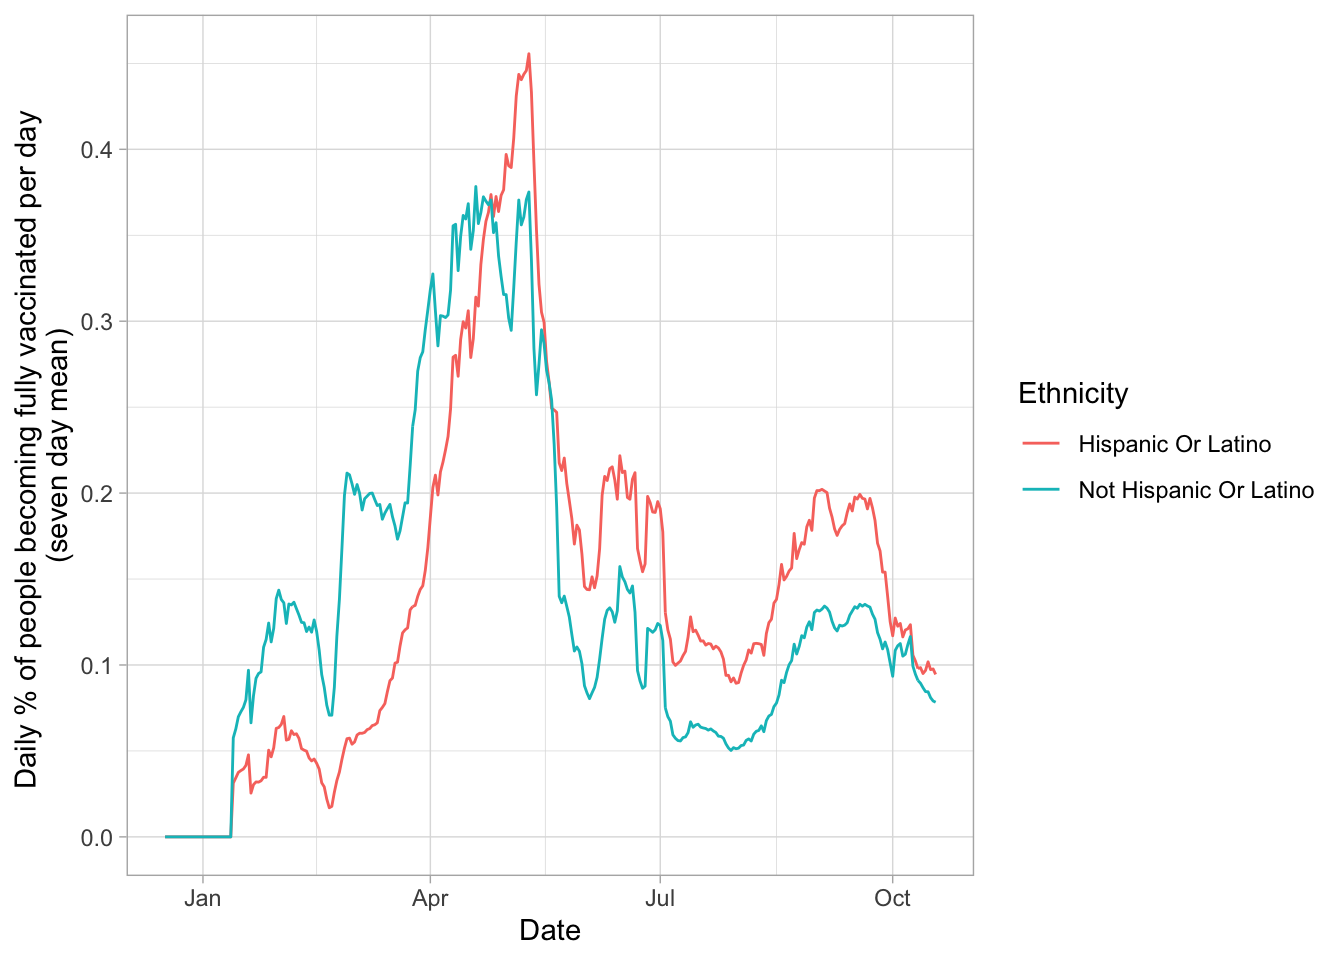 Daily % of people becoming fully vaccinated per day
(seven day mean)
0.4
0.3
0.2
0.1
0.0
Jan
Apr
Jul
Oct
Date
Ethnicity
Hispanic Or Latino
Not Hispanic Or Latino